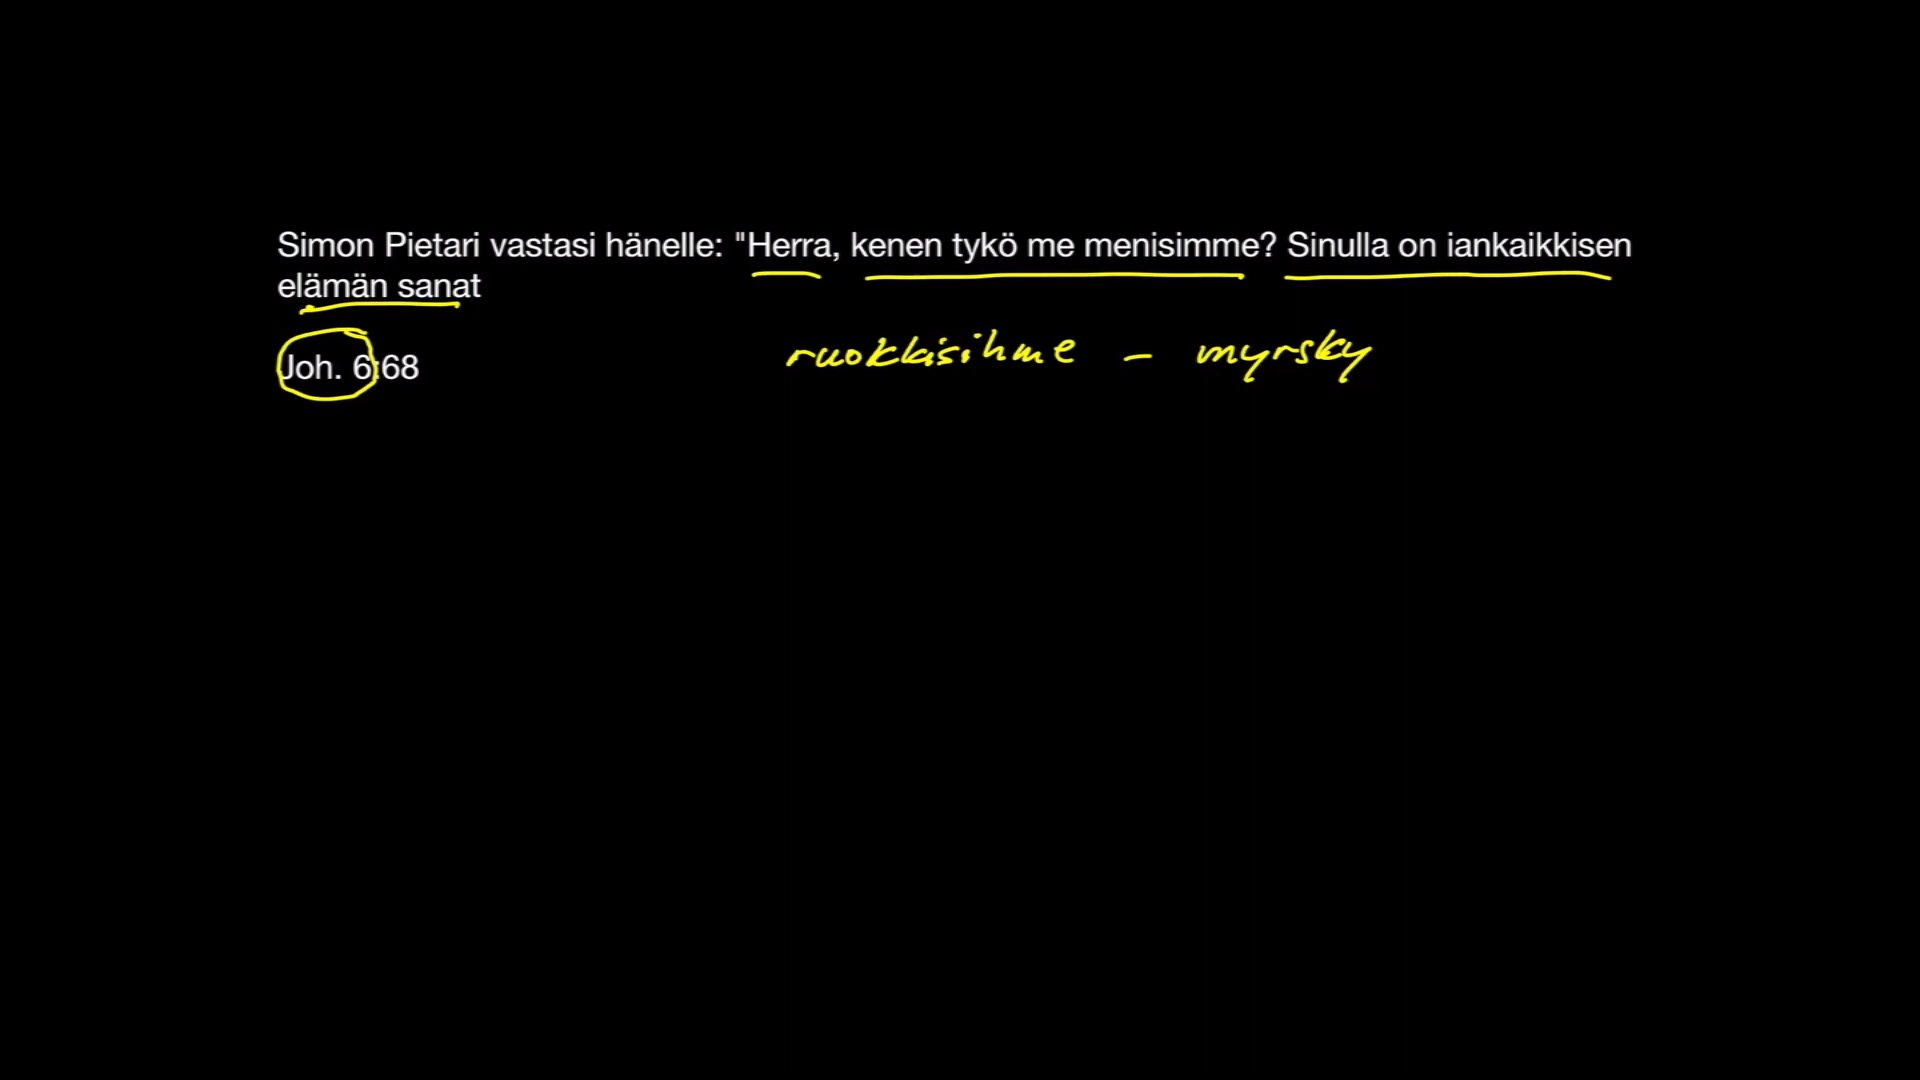 Simon Pietari vastasi hänelle: "Herra, kenen tykö me menisimme? Sinulla on iankaikkisen
elämän sanat
ruokkisihme – myrsky
Joh. 6:68